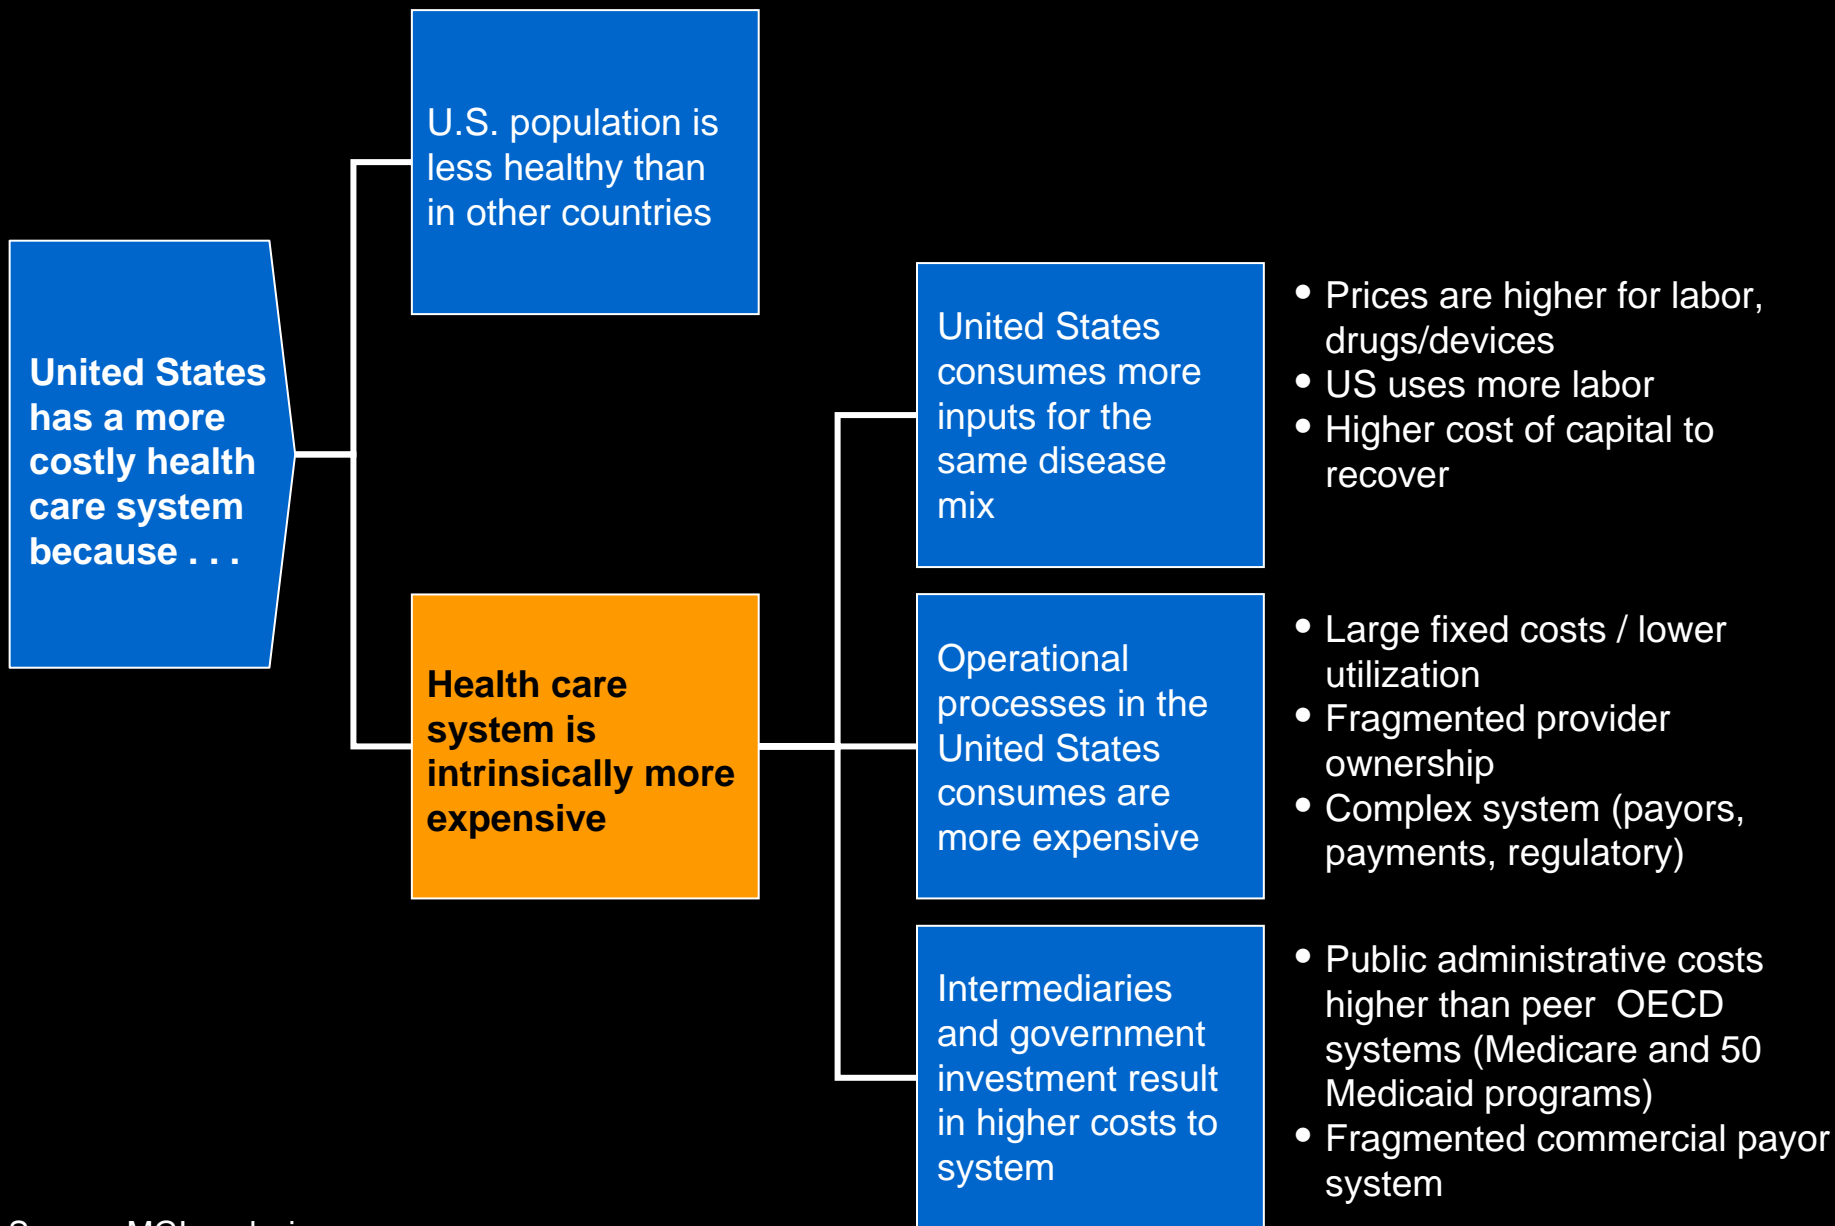 United States
has a more
costly health
care system
because . . .
U.S. population is
less healthy than
in other countries
Health care
system is
intrinsically more
expensive
United States
consumes more
inputs for the
same disease
mix
• Prices are higher for labor,
drugs/devices
• US uses more labor
• Higher cost of capital to
recover
Operational
processes in the
United States
consumes are
more expensive
• Large fixed costs / lower
utilization
• Fragmented provider
ownership
• Complex system (payors,
payments, regulatory)
Intermediaries
and government
investment result
in higher costs to
system
• Public administrative costs
higher than peer  OECD
systems (Medicare and 50
Medicaid programs)
• Fragmented commercial payor
system